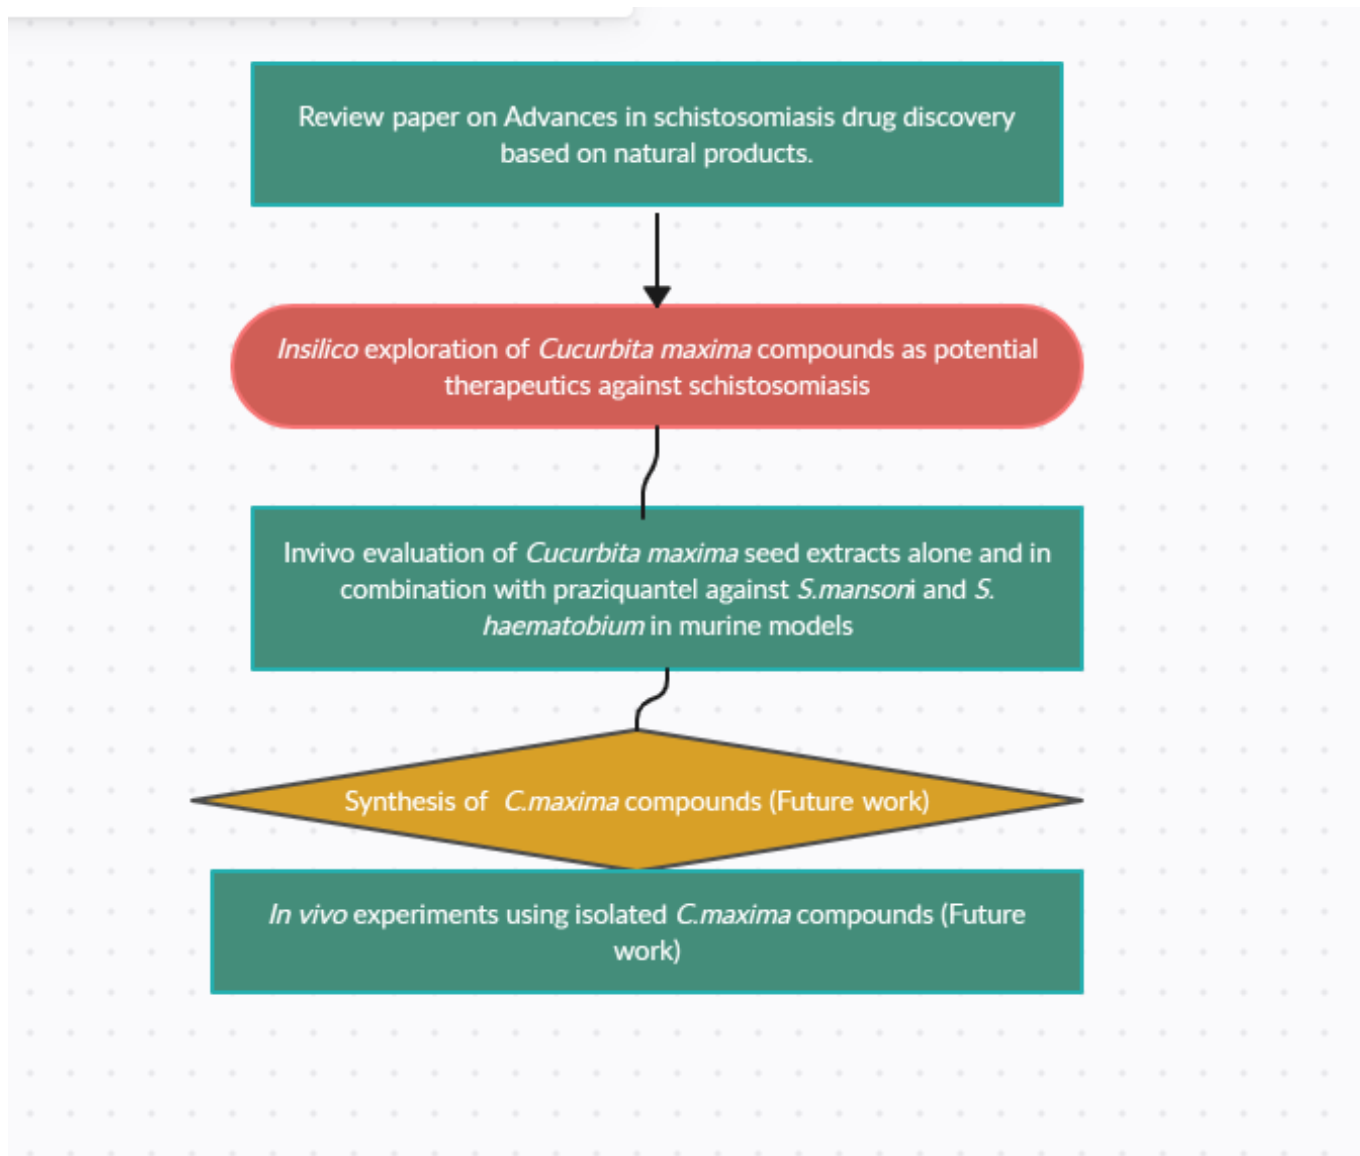 Review paper on Advances in schistosomiasis drug discovery
based on natural products.
Insilico exploration of Cucurbita maxima compounds as potential
therapeutics against schistosomiasis
Invivo evaluation of Cucurbita maxima seed extracts alone and in
combination with praziquantel against S.mansoni and S.
haematobium in murine models
Synthesis of C.maxima compounds (Future work)
In vivo experiments using isolated C.maxima compounds (Future
work)